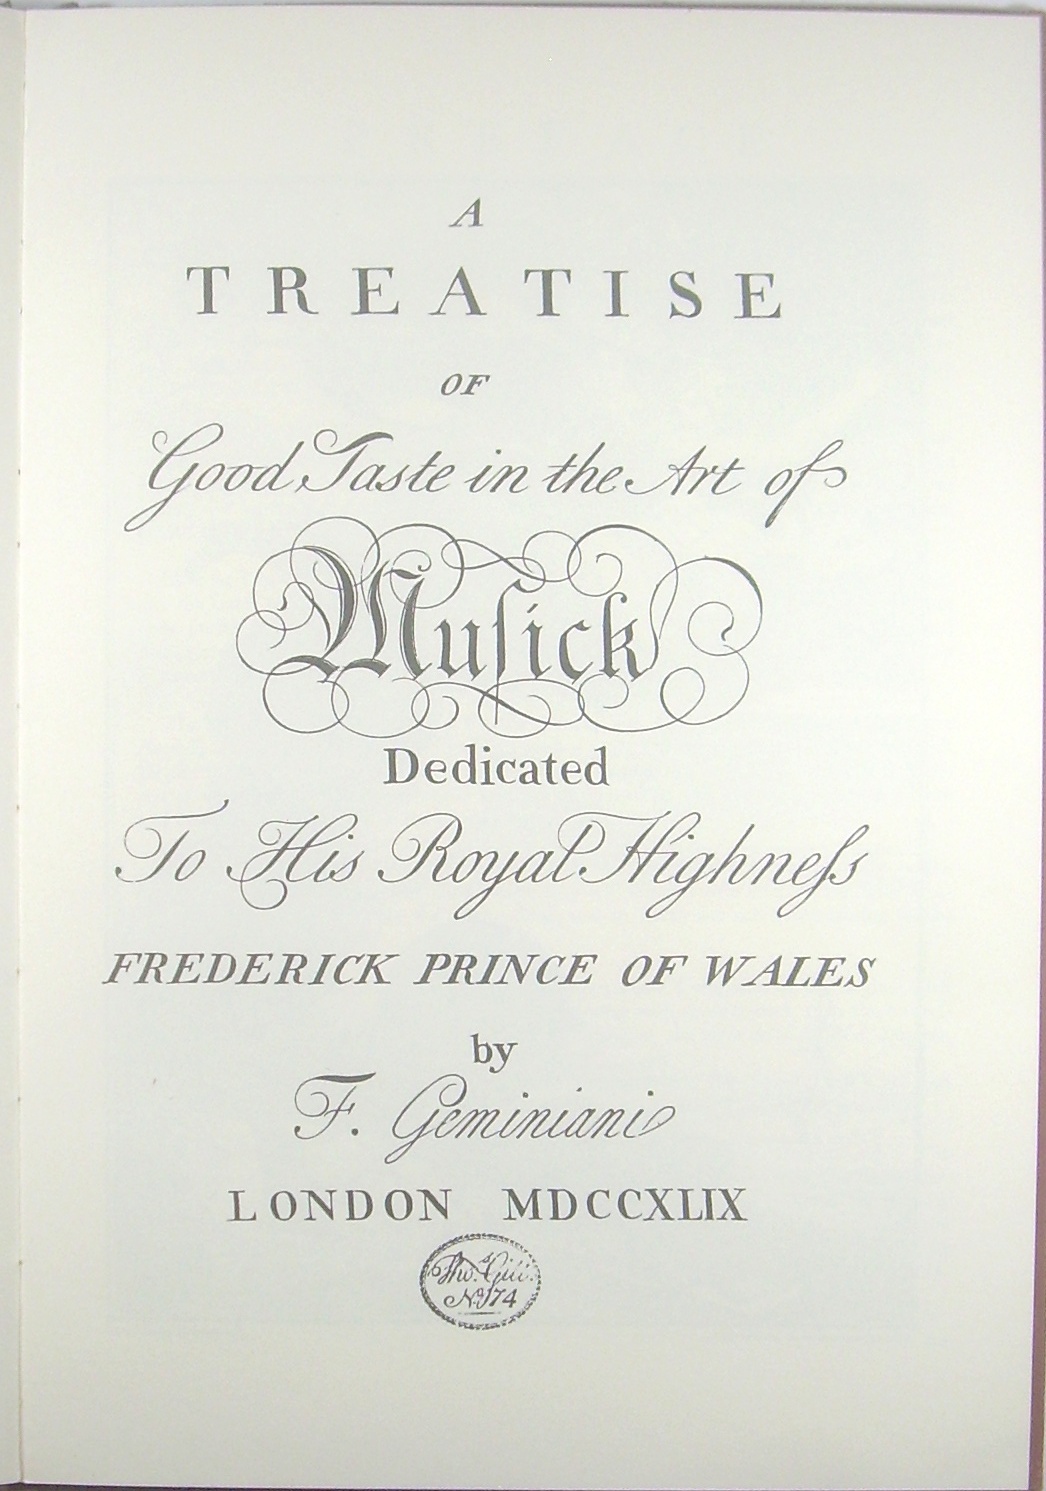 A
TREATISE
OF
Good Taste in the Art of
Muſick
Dedicated
To His Royal Highneſs
FREDERICK PRINCE OF WALES
by
F. Geminiani
LONDON MDCCXLIX
Thos.
No. 174